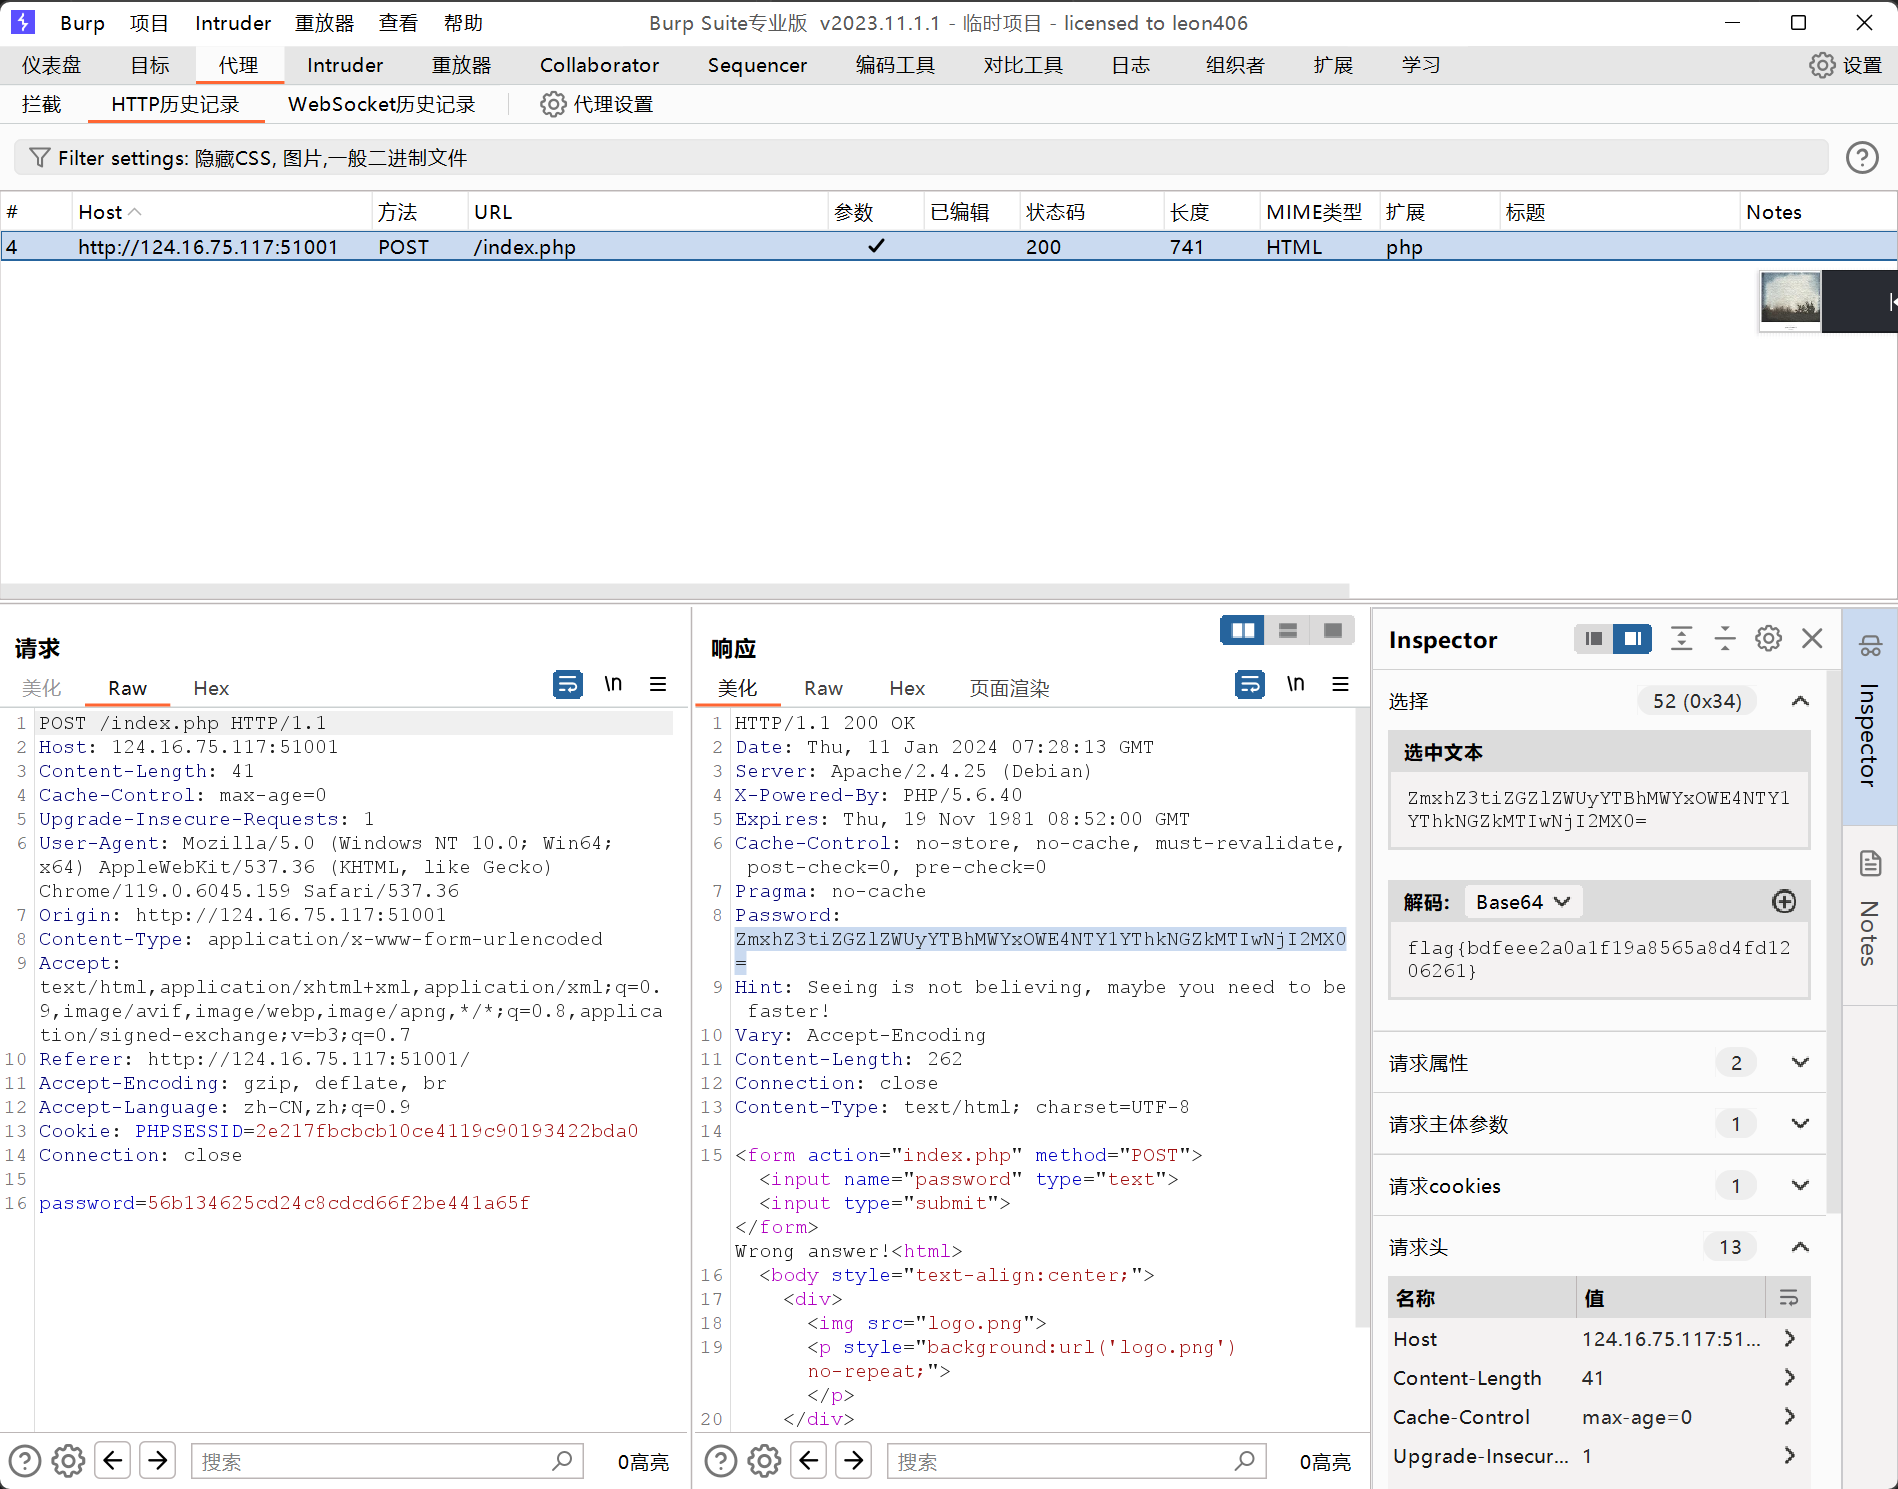 Burp 项目 Intruder 重放器 查看 帮助 Burp Suite专业版 v2023.11.1.1 - 临时项目 - licensed to leon406
仪表盘 目标 代理 Intruder 重放器 Collaborator Sequencer 编码工具 对比工具 日志 组织者 扩展 学习 设置
拦截 HTTP历史记录 WebSocket历史记录 代理设置
Filter settings: 隐藏CSS, 图片,一般二进制文件
# Host 方法 URL 参数 已编辑 状态码 长度 MIME类型 扩展 标题 Notes
4 http://124.16.75.117:51001 POST /index.php ✓ 200 741 HTML php
请求
美化 Raw Hex \n
1 POST /index.php HTTP/1.1
2 Host: 124.16.75.117:51001
3 Content-Length: 41
4 Cache-Control: max-age=0
5 Upgrade-Insecure-Requests: 1
6 User-Agent: Mozilla/5.0 (Windows NT 10.0; Win64;
x64) AppleWebKit/537.36 (KHTML, like Gecko)
Chrome/119.0.6045.159 Safari/537.36
7 Origin: http://124.16.75.117:51001
8 Content-Type: application/x-www-form-urlencoded
9 Accept:
text/html,application/xhtml+xml,application/xml;q=0.
9,image/avif,image/webp,image/apng,*/*;q=0.8,applica
tion/signed-exchange;v=b3;q=0.7
10 Referer: http://124.16.75.117:51001/
11 Accept-Encoding: gzip, deflate, br
12 Accept-Language: zh-CN,zh;q=0.9
13 Cookie: PHPSESSID=2e217fbcbcb10ce4119c90193422bda0
14 Connection: close
15
16 password=56b134625cd24c8cdcd66f2be441a65f
搜索 0高亮
响应
美化 Raw Hex 页面渲染 \n
1 HTTP/1.1 200 OK
2 Date: Thu, 11 Jan 2024 07:28:13 GMT
3 Server: Apache/2.4.25 (Debian)
4 X-Powered-By: PHP/5.6.40
5 Expires: Thu, 19 Nov 1981 08:52:00 GMT
6 Cache-Control: no-store, no-cache, must-revalidate,
post-check=0, pre-check=0
7 Pragma: no-cache
8 Password:
ZmxhZ3tiZGZlZWUyYTBhMWYxOWE4NTY1YThkNGZkMTIwNjI2MX0
=
9 Hint: Seeing is not believing, maybe you need to be
faster!
10 Vary: Accept-Encoding
11 Content-Length: 262
12 Connection: close
13 Content-Type: text/html; charset=UTF-8
14
15 <form action="index.php" method="POST">
<input name="password" type="text">
<input type="submit">
</form>
Wrong answer!<html>
16 <body style="text-align:center;">
17 <div>
18 <img src="logo.png">
19 <p style="background:url('logo.png')
no-repeat;">
</p>
20 </div>
搜索 0高亮
Inspector
选择 52 (0x34)
选中文本
ZmxhZ3tiZGZlZWUyYTBhMWYxOWE4NTY1
YThkNGZkMTIwNjI2MX0=
解码: Base64
flag{bdfeee2a0a1f19a8565a8d4fd12
06261}
请求属性 2
请求主体参数 1
请求cookies 1
请求头 13
名称 值
Host 124.16.75.117:51...
Content-Length 41
Cache-Control max-age=0
Upgrade-Insecur... 1
Inspector
Notes